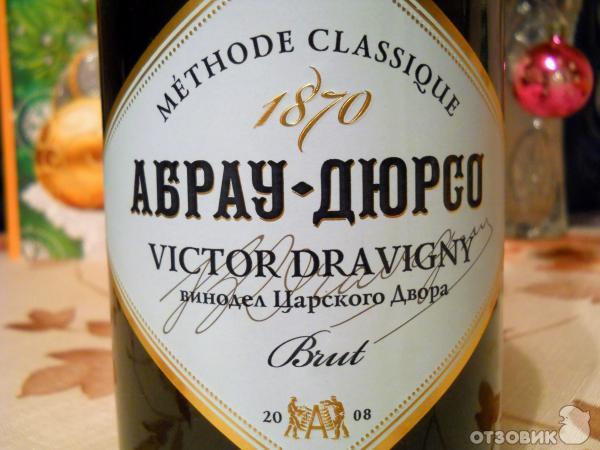 MÉTHODE CLASSIQUE
1870
АБРАУ-ДЮРСО
VICTOR DRAVIGNY
винодел Царского Двора
Brut
20 А 08
ОТЗОВИК